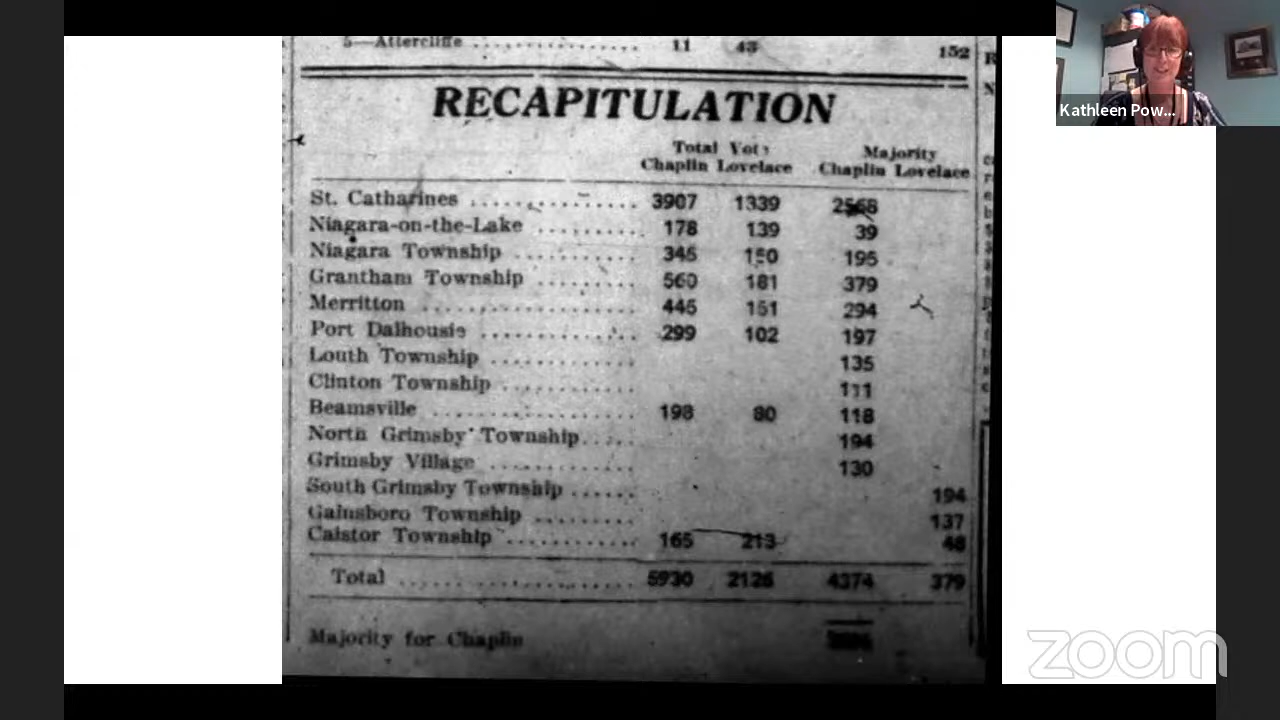 5—Attercliffe .................. 11 43 152
RECAPITULATION
Total Vote Majority
Chaplin Lovelace Chaplin Lovelace
St. Catharines .................. 3907 1339 2568
Niagara-on-the-Lake .......... 178 139 39
Niagara Township ............. 345 150 195
Grantham Township .......... 560 181 379
Merritton ...................... 445 151 294
Port Dalhousie ............... 299 102 197
Louth Township .............. 135
Clinton Township ............ 111
Beamsville .................... 198 80 118
North Grimsby Township..... 194
Grimsby Village .............. 130
South Grimsby Township ...... 194
Gainsboro Township .......... 137
Caistor Township ............ 165 213 48
Total ........................ 5930 2126 4374 379
Majority for Chaplin
Kathleen Pow...
zoom